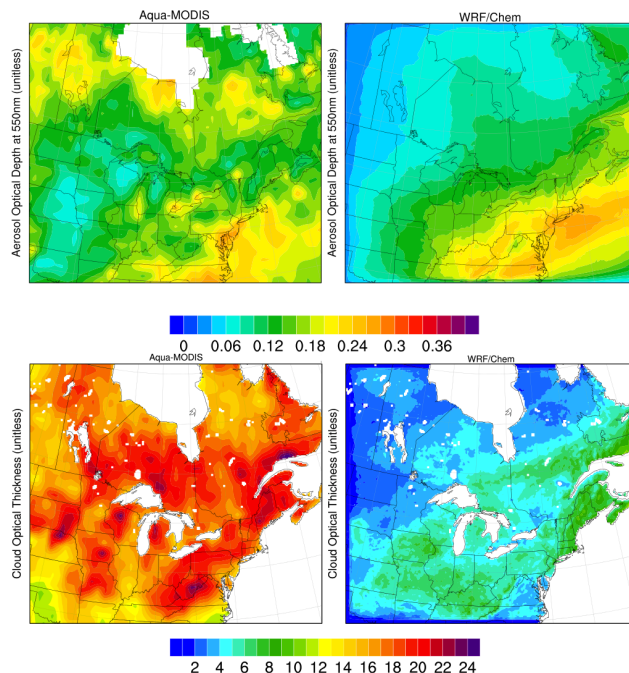 Aqua-MODIS
WRF/Chem
Aerosol Optical Depth at 550nm (unitless)
Aerosol Optical Depth at 550nm (unitless)
0 0.06 0.12 0.18 0.24 0.3 0.36
Aqua-MODIS
WRF/Chem
Cloud Optical Thickness (unitless)
Cloud Optical Thickness (unitless)
2 4 6 8 10 12 14 16 18 20 22 24